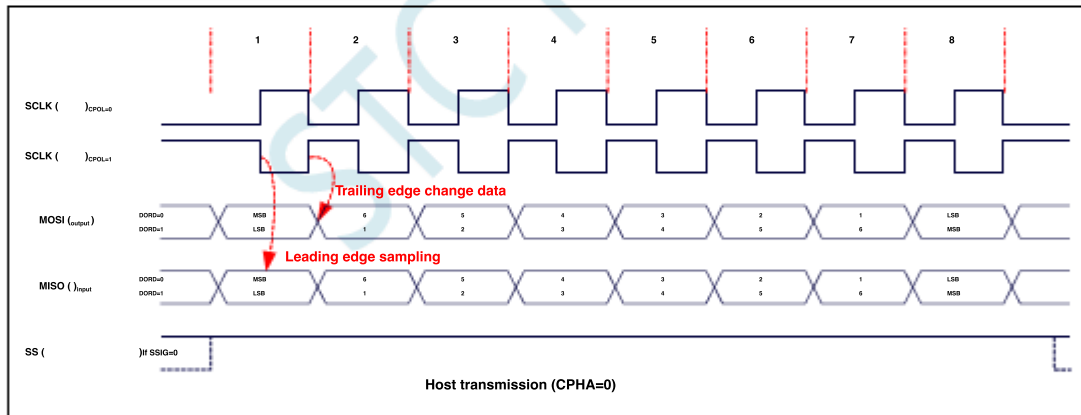 1 2 3 4 5 6 7 8
SCLK ( )CPOL=0
SCLK ( )CPOL=1
Trailing edge change data
MOSI (output) DORD=0 MSB 6 5 4 3 2 1 LSB
DORD=1 LSB 1 2 3 4 5 6 MSB
Leading edge sampling
MISO ( )input DORD=0 MSB 6 5 4 3 2 1 LSB
DORD=1 LSB 1 2 3 4 5 6 MSB
SS ( )If SSIG=0
Host transmission (CPHA=0)